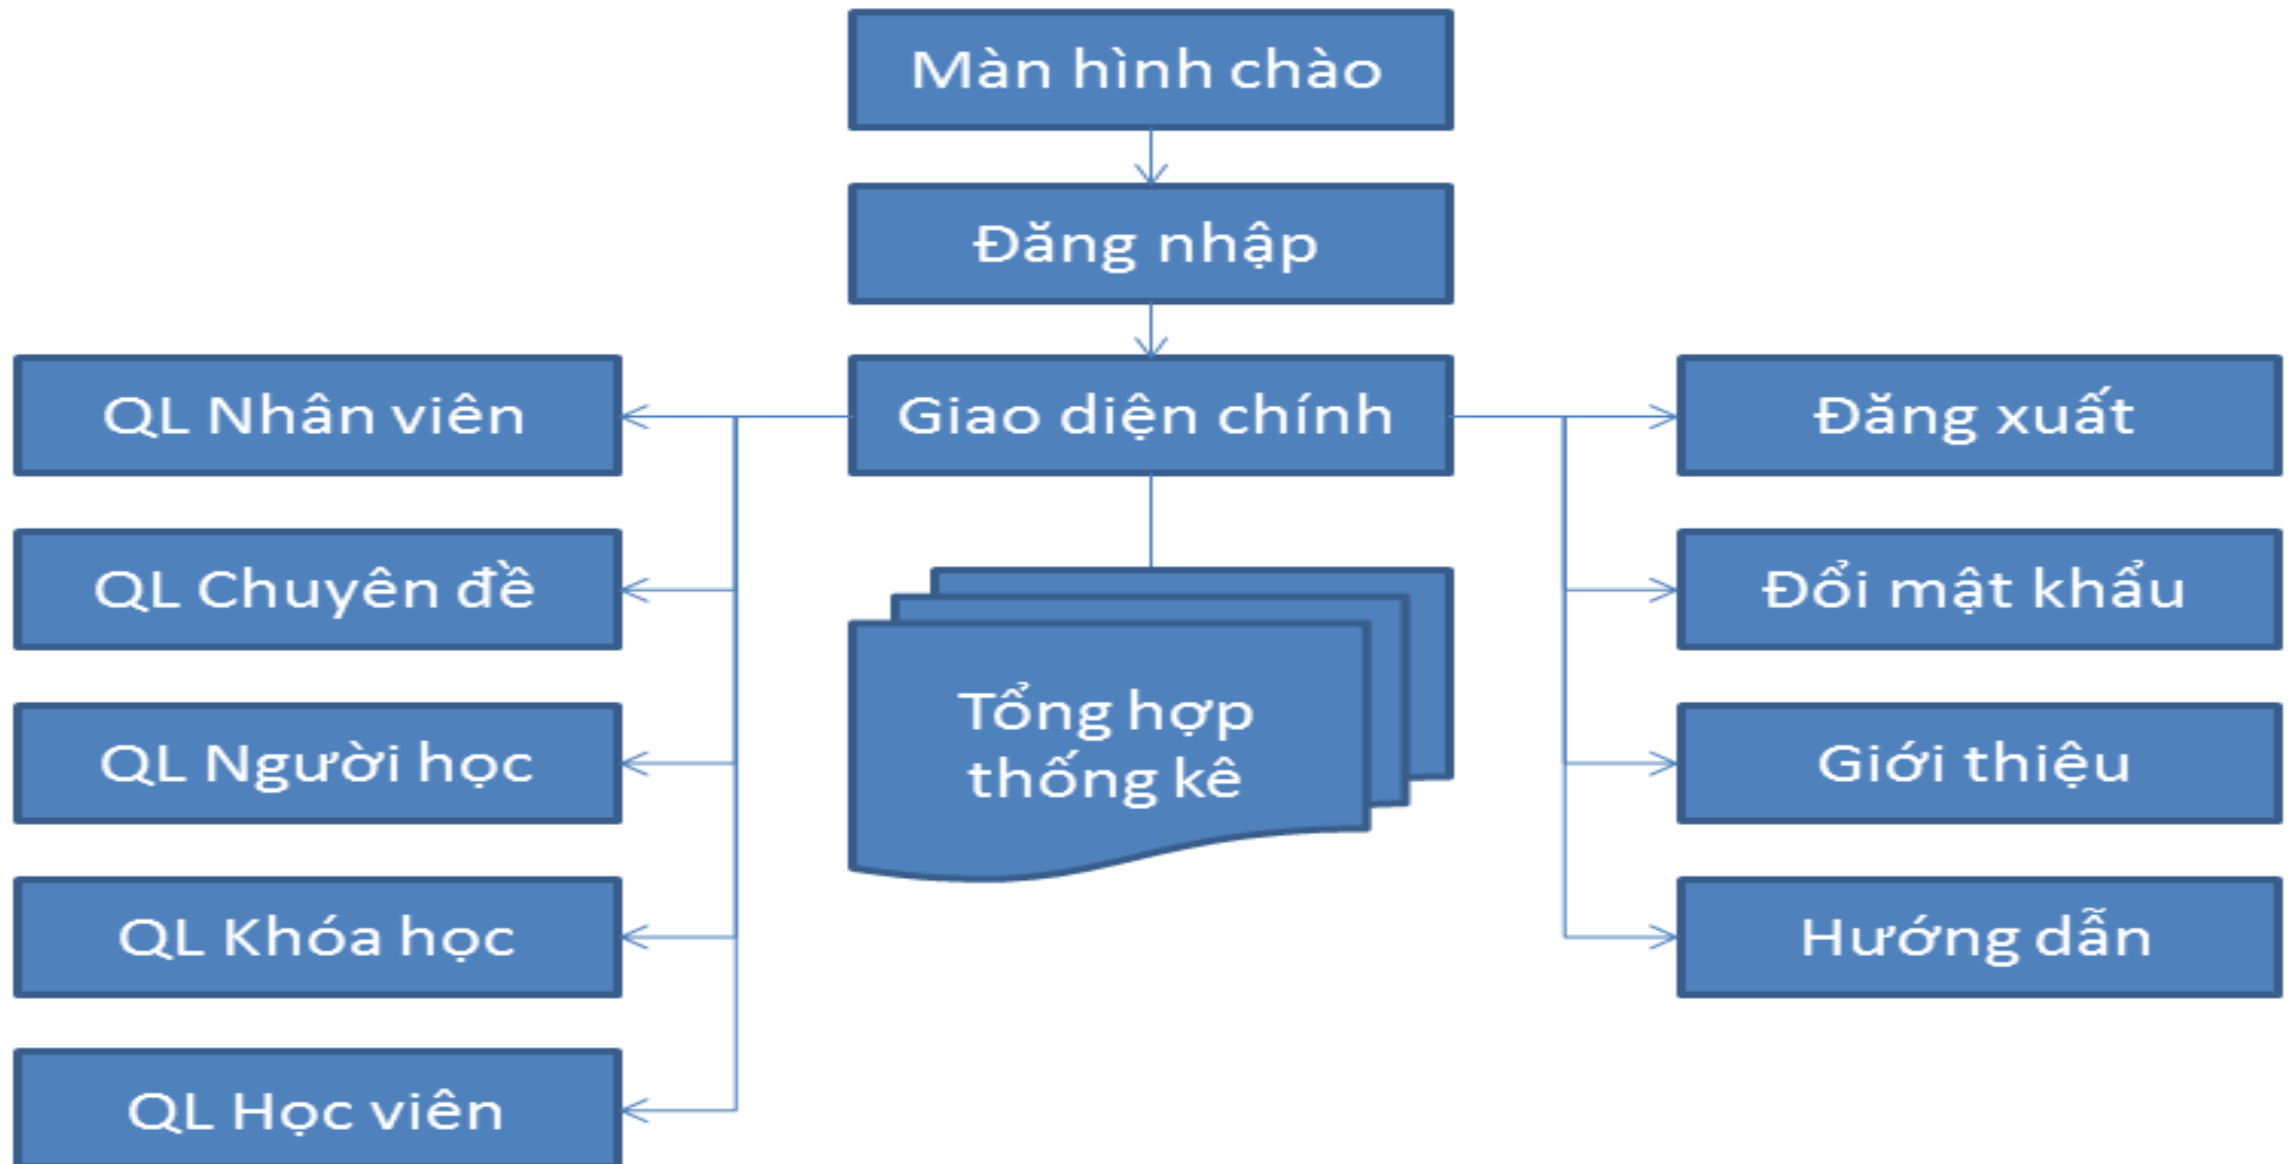 Màn hình chào
Đăng nhập
QL Nhân viên
Giao diện chính
Đăng xuất
QL Chuyên đề
Đổi mật khẩu
Tổng hợp
thống kê
QL Người học
Giới thiệu
QL Khóa học
Hướng dẫn
QL Học viên